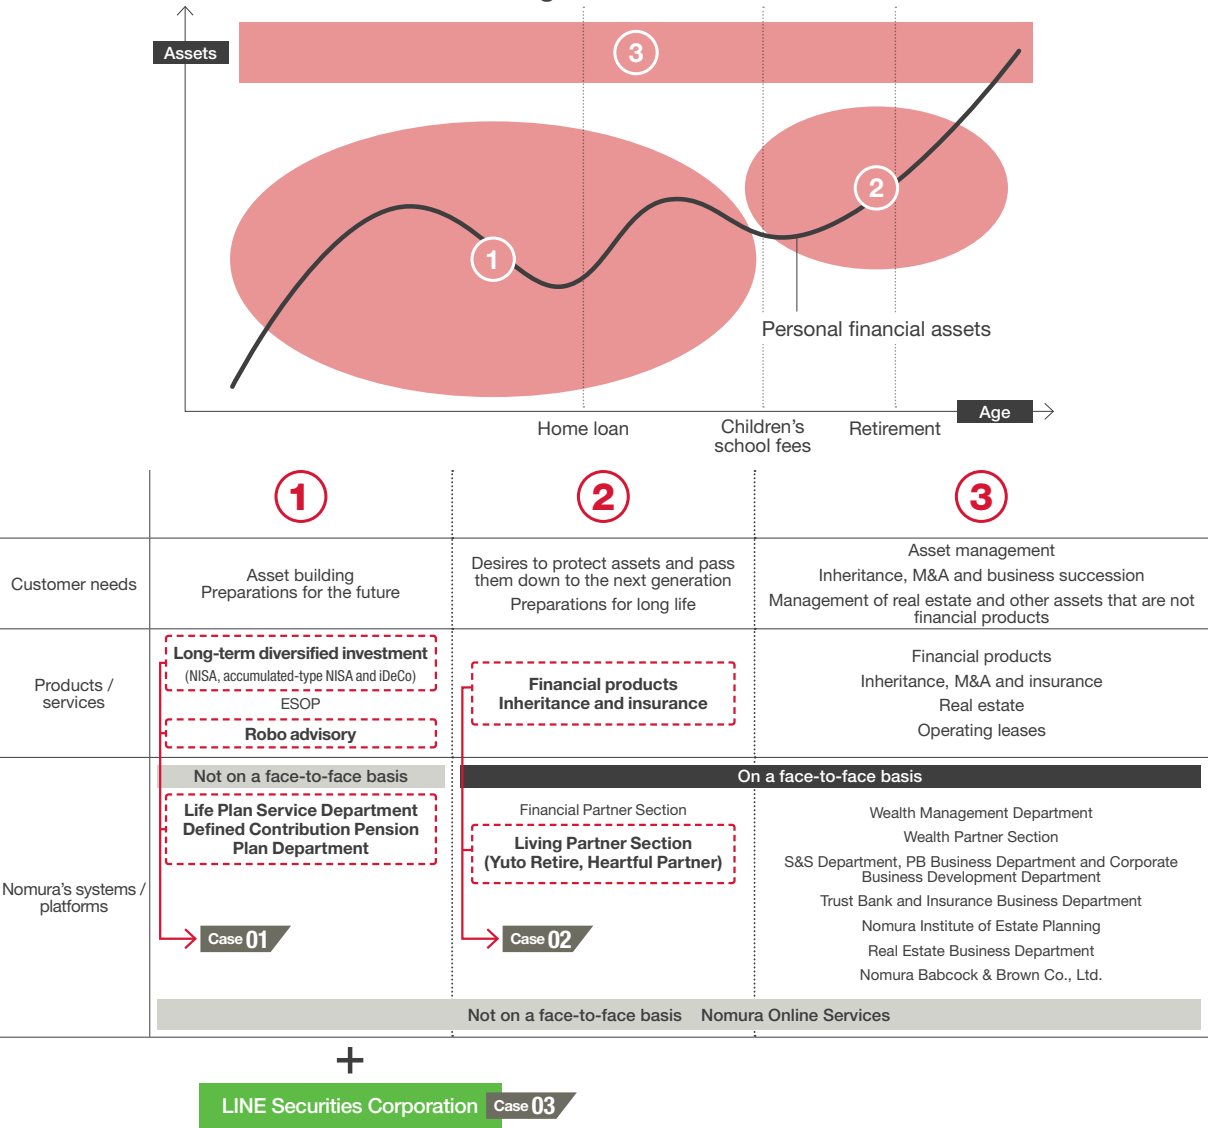 Assets
3
2
1
Personal financial assets
Home loan
Children's
school fees
Retirement
Age
1
2
3
Customer needs
Asset building
Preparations for the future
Desires to protect assets and pass
them down to the next generation
Preparations for long life
Asset management
Inheritance, M&A and business succession
Management of real estate and other assets that are not
financial products
Products /
services
Long-term diversified investment
(NISA, accumulated-type NISA and iDeCo)
ESOP
Robo advisory
Financial products
Inheritance and insurance
Financial products
Inheritance, M&A and insurance
Real estate
Operating leases
Nomura's systems /
platforms
Not on a face-to-face basis
Life Plan Service Department
Defined Contribution Pension
Plan Department
Case 01
On a face-to-face basis
Financial Partner Section
Living Partner Section
(Yuto Retire, Heartful Partner)
Case 02
Wealth Management Department
Wealth Partner Section
S&S Department, PB Business Department and Corporate
Business Development Department
Trust Bank and Insurance Business Department
Nomura Institute of Estate Planning
Real Estate Business Department
Nomura Babcock & Brown Co., Ltd.
Not on a face-to-face basis Nomura Online Services
+
LINE Securities Corporation Case 03